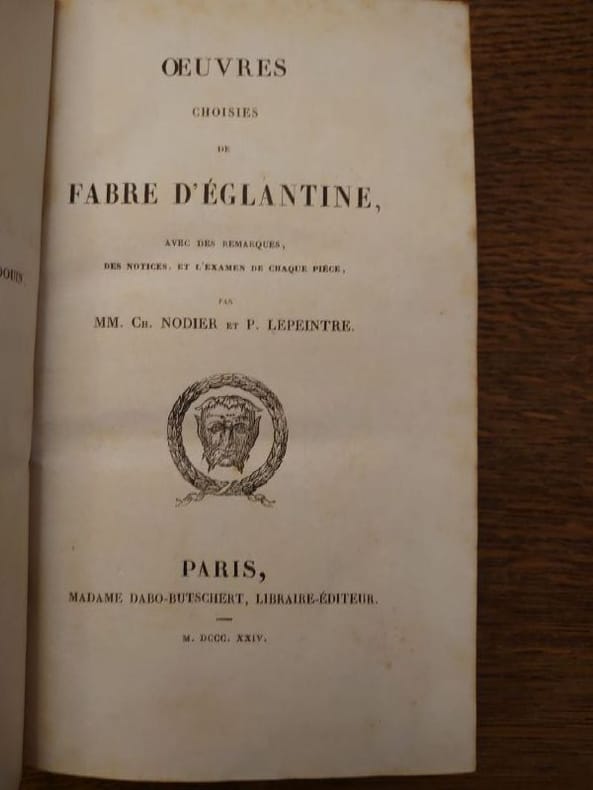 OEUVRES
CHOISIES
DE
FABRE D'ÉGLANTINE,
AVEC DES REMARQUES,
DES NOTICES, ET L'EXAMEN DE CHAQUE PIÈCE,
PAR
MM. CH. NODIER ET P. LEPEINTRE.
PARIS,
MADAME DABO-BUTSCHERT, LIBRAIRE-ÉDITEUR.
M. DCCC. XXIV.